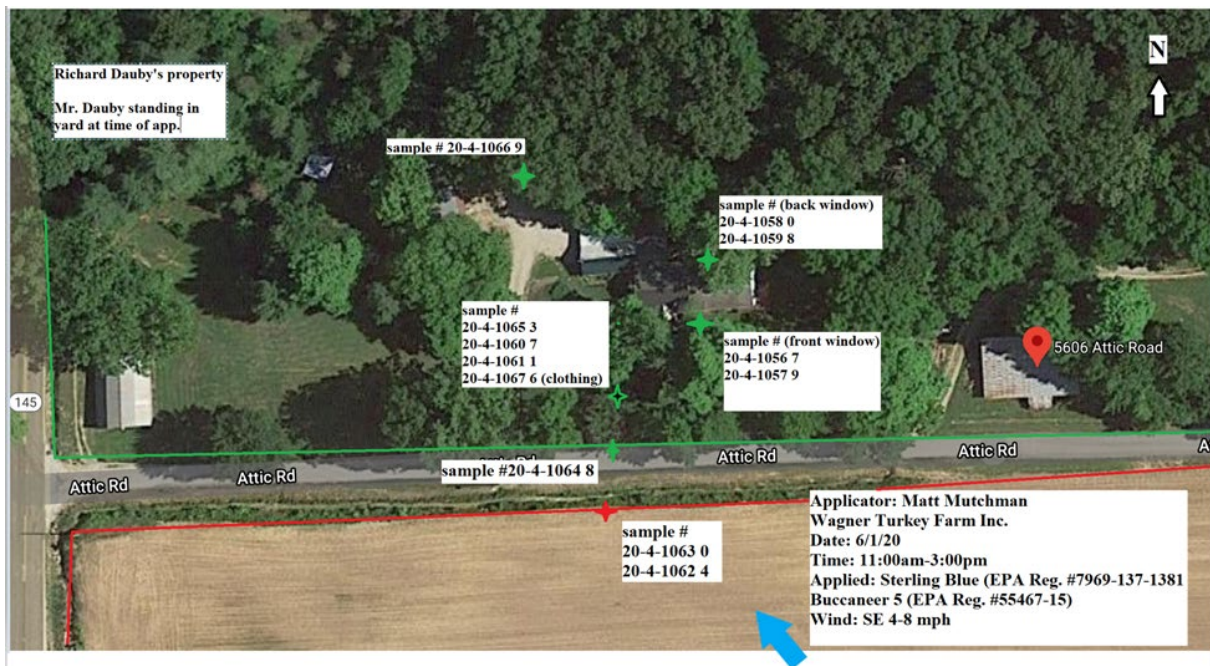 Richard Dauby's property
Mr. Dauby standing in
yard at time of app.
N
sample # 20-4-1066 9
sample # (back window)
20-4-1058 0
20-4-1059 8
sample #
20-4-1065 3
20-4-1060 7
20-4-1061 1
20-4-1067 6 (clothing)
sample # (front window)
20-4-1056 7
20-4-1057 9
5606 Attic Road
145
sample #20-4-1064 8
Attic Rd
Attic Rd
Attic Rd
Attic Rd
sample #
20-4-1063 0
20-4-1062 4
Applicator: Matt Mutchman
Wagner Turkey Farm Inc.
Date: 6/1/20
Time: 11:00am-3:00pm
Applied: Sterling Blue (EPA Reg. #7969-137-1381
Buccaneer 5 (EPA Reg. #55467-15)
Wind: SE 4-8 mph